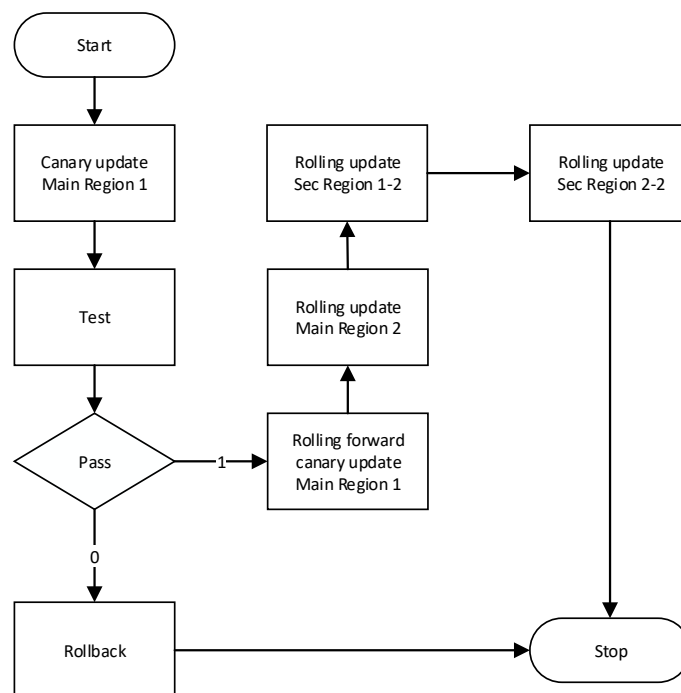 Start
Canary update
Main Region 1
Test
Pass
1
0
Rollback
Rolling forward
canary update
Main Region 1
Rolling update
Main Region 2
Rolling update
Sec Region 1-2
Rolling update
Sec Region 2-2
Stop